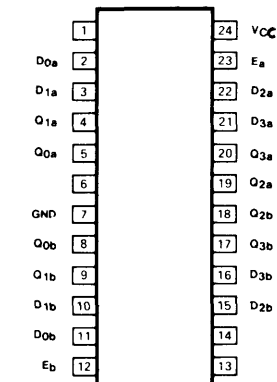 1 24 VCC
D0a 2 23 Ea
D1a 3 22 D2a
Q1a 4 21 D3a
Q0a 5 20 Q3a
6 19 Q2a
GND 7 18 Q2b
Q0b 8 17 Q3b
Q1b 9 16 D3b
D1b 10 15 D2b
D0b 11 14
Eb 12 13